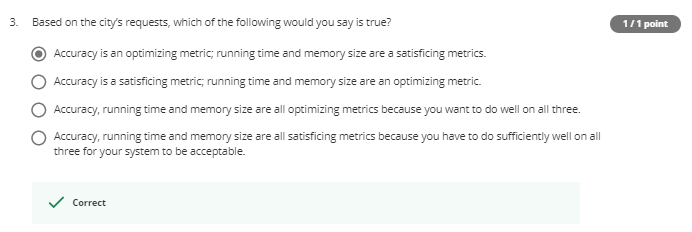 3. Based on the city's requests, which of the following would you say is true?
1 / 1 point
Accuracy is an optimizing metric; running time and memory size are a satisficing metrics.
Accuracy is a satisficing metric; running time and memory size are an optimizing metric.
Accuracy, running time and memory size are all optimizing metrics because you want to do well on all three.
Accuracy, running time and memory size are all satisficing metrics because you have to do sufficiently well on all
three for your system to be acceptable.
Correct